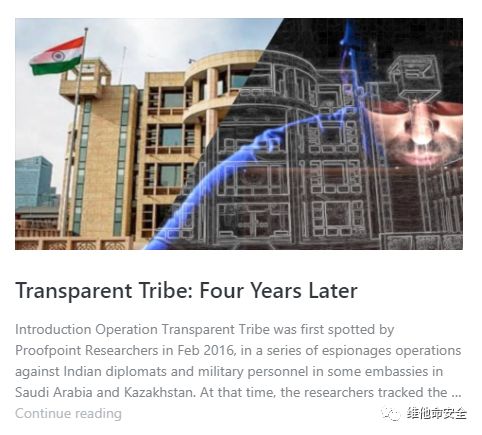 Transparent Tribe: Four Years Later
Introduction Operation Transparent Tribe was first spotted by
Proofpoint Researchers in Feb 2016, in a series of espionages operations
against Indian diplomats and military personnel in some embassies in
Saudi Arabia and Kazakhstan. At that time, the researchers tracked the ...
Continue reading
维他命安全